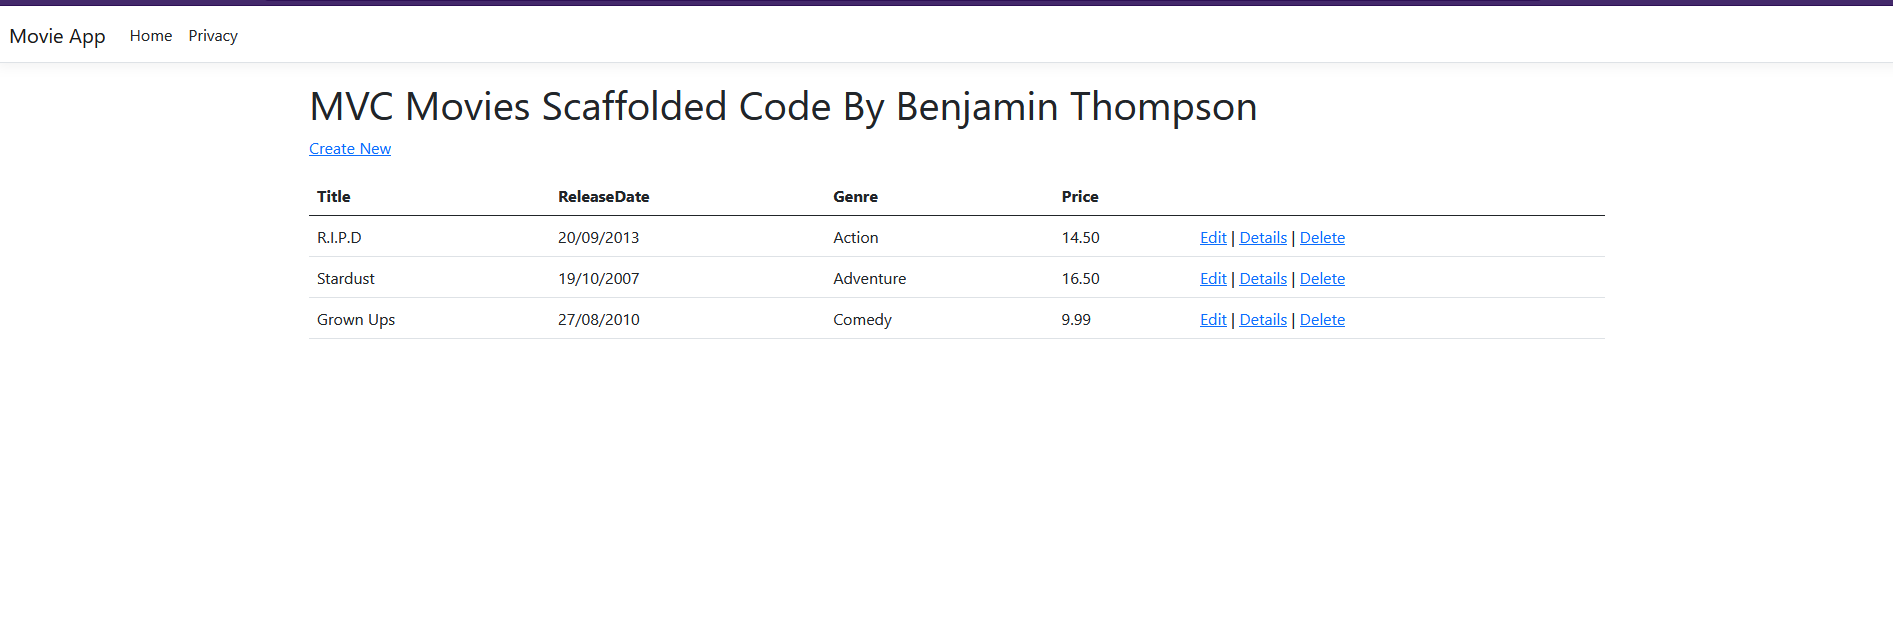 Movie App Home Privacy
MVC Movies Scaffolded Code By Benjamin Thompson
Create New
Title ReleaseDate Genre Price
R.I.P.D 20/09/2013 Action 14.50 Edit | Details | Delete
Stardust 19/10/2007 Adventure 16.50 Edit | Details | Delete
Grown Ups 27/08/2010 Comedy 9.99 Edit | Details | Delete